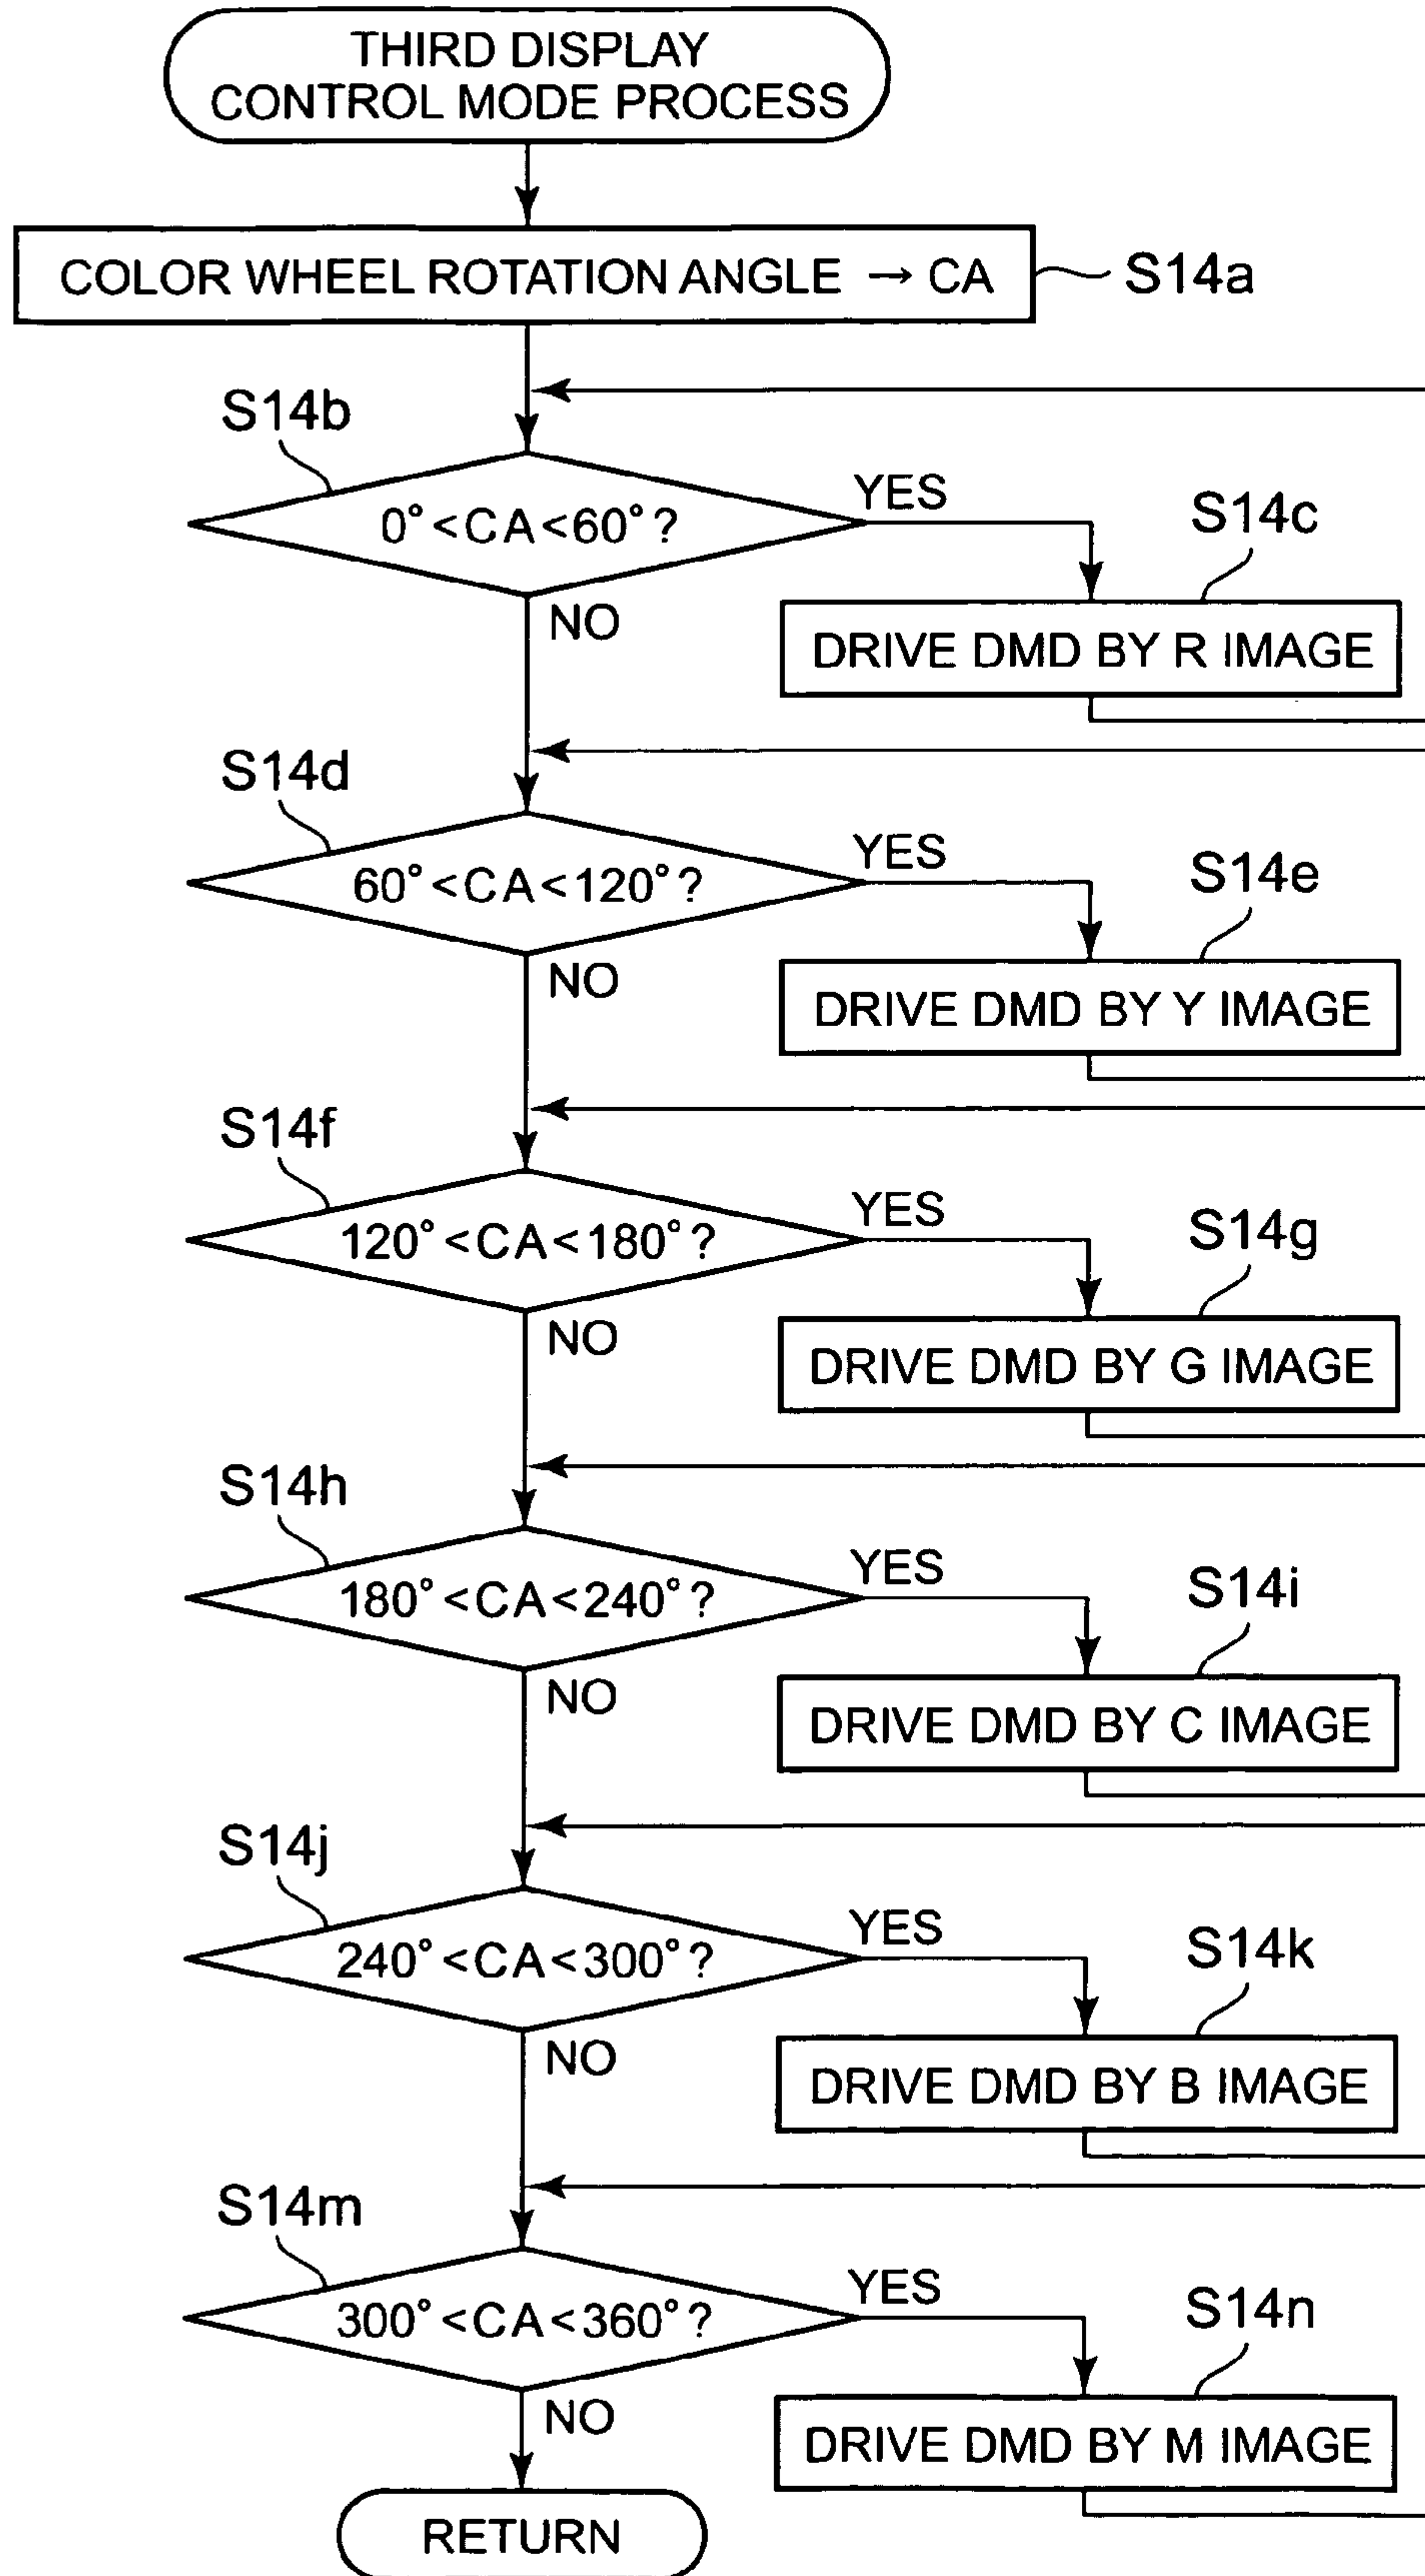 THIRD DISPLAY
CONTROL MODE PROCESS
COLOR WHEEL ROTATION ANGLE → CA
S14a
S14b
0°<CA<60°?
YES
NO
S14c
DRIVE DMD BY R IMAGE
S14d
60°<CA<120°?
YES
NO
S14e
DRIVE DMD BY Y IMAGE
S14f
120°<CA<180°?
YES
NO
S14g
DRIVE DMD BY G IMAGE
S14h
180°<CA<240°?
YES
NO
S14i
DRIVE DMD BY C IMAGE
S14j
240°<CA<300°?
YES
NO
S14k
DRIVE DMD BY B IMAGE
S14m
300°<CA<360°?
YES
NO
S14n
DRIVE DMD BY M IMAGE
RETURN